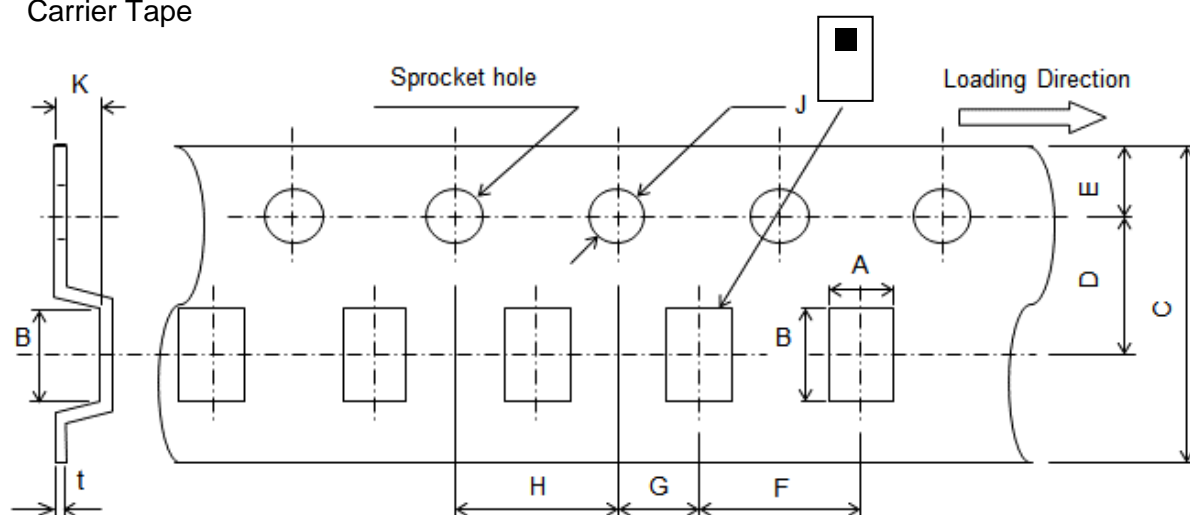 Carrier Tape
K
Sprocket hole
J
Loading Direction
E
A
D
C
B
B
t
H
G
F